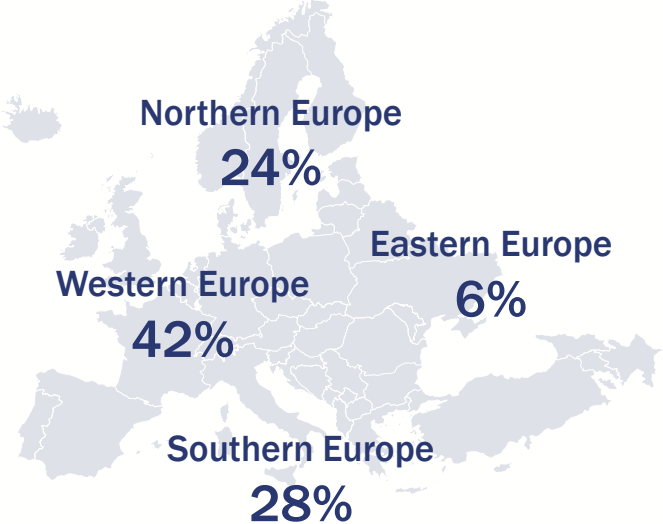 Northern Europe
24%
Eastern Europe
6%
Western Europe
42%
Southern Europe
28%